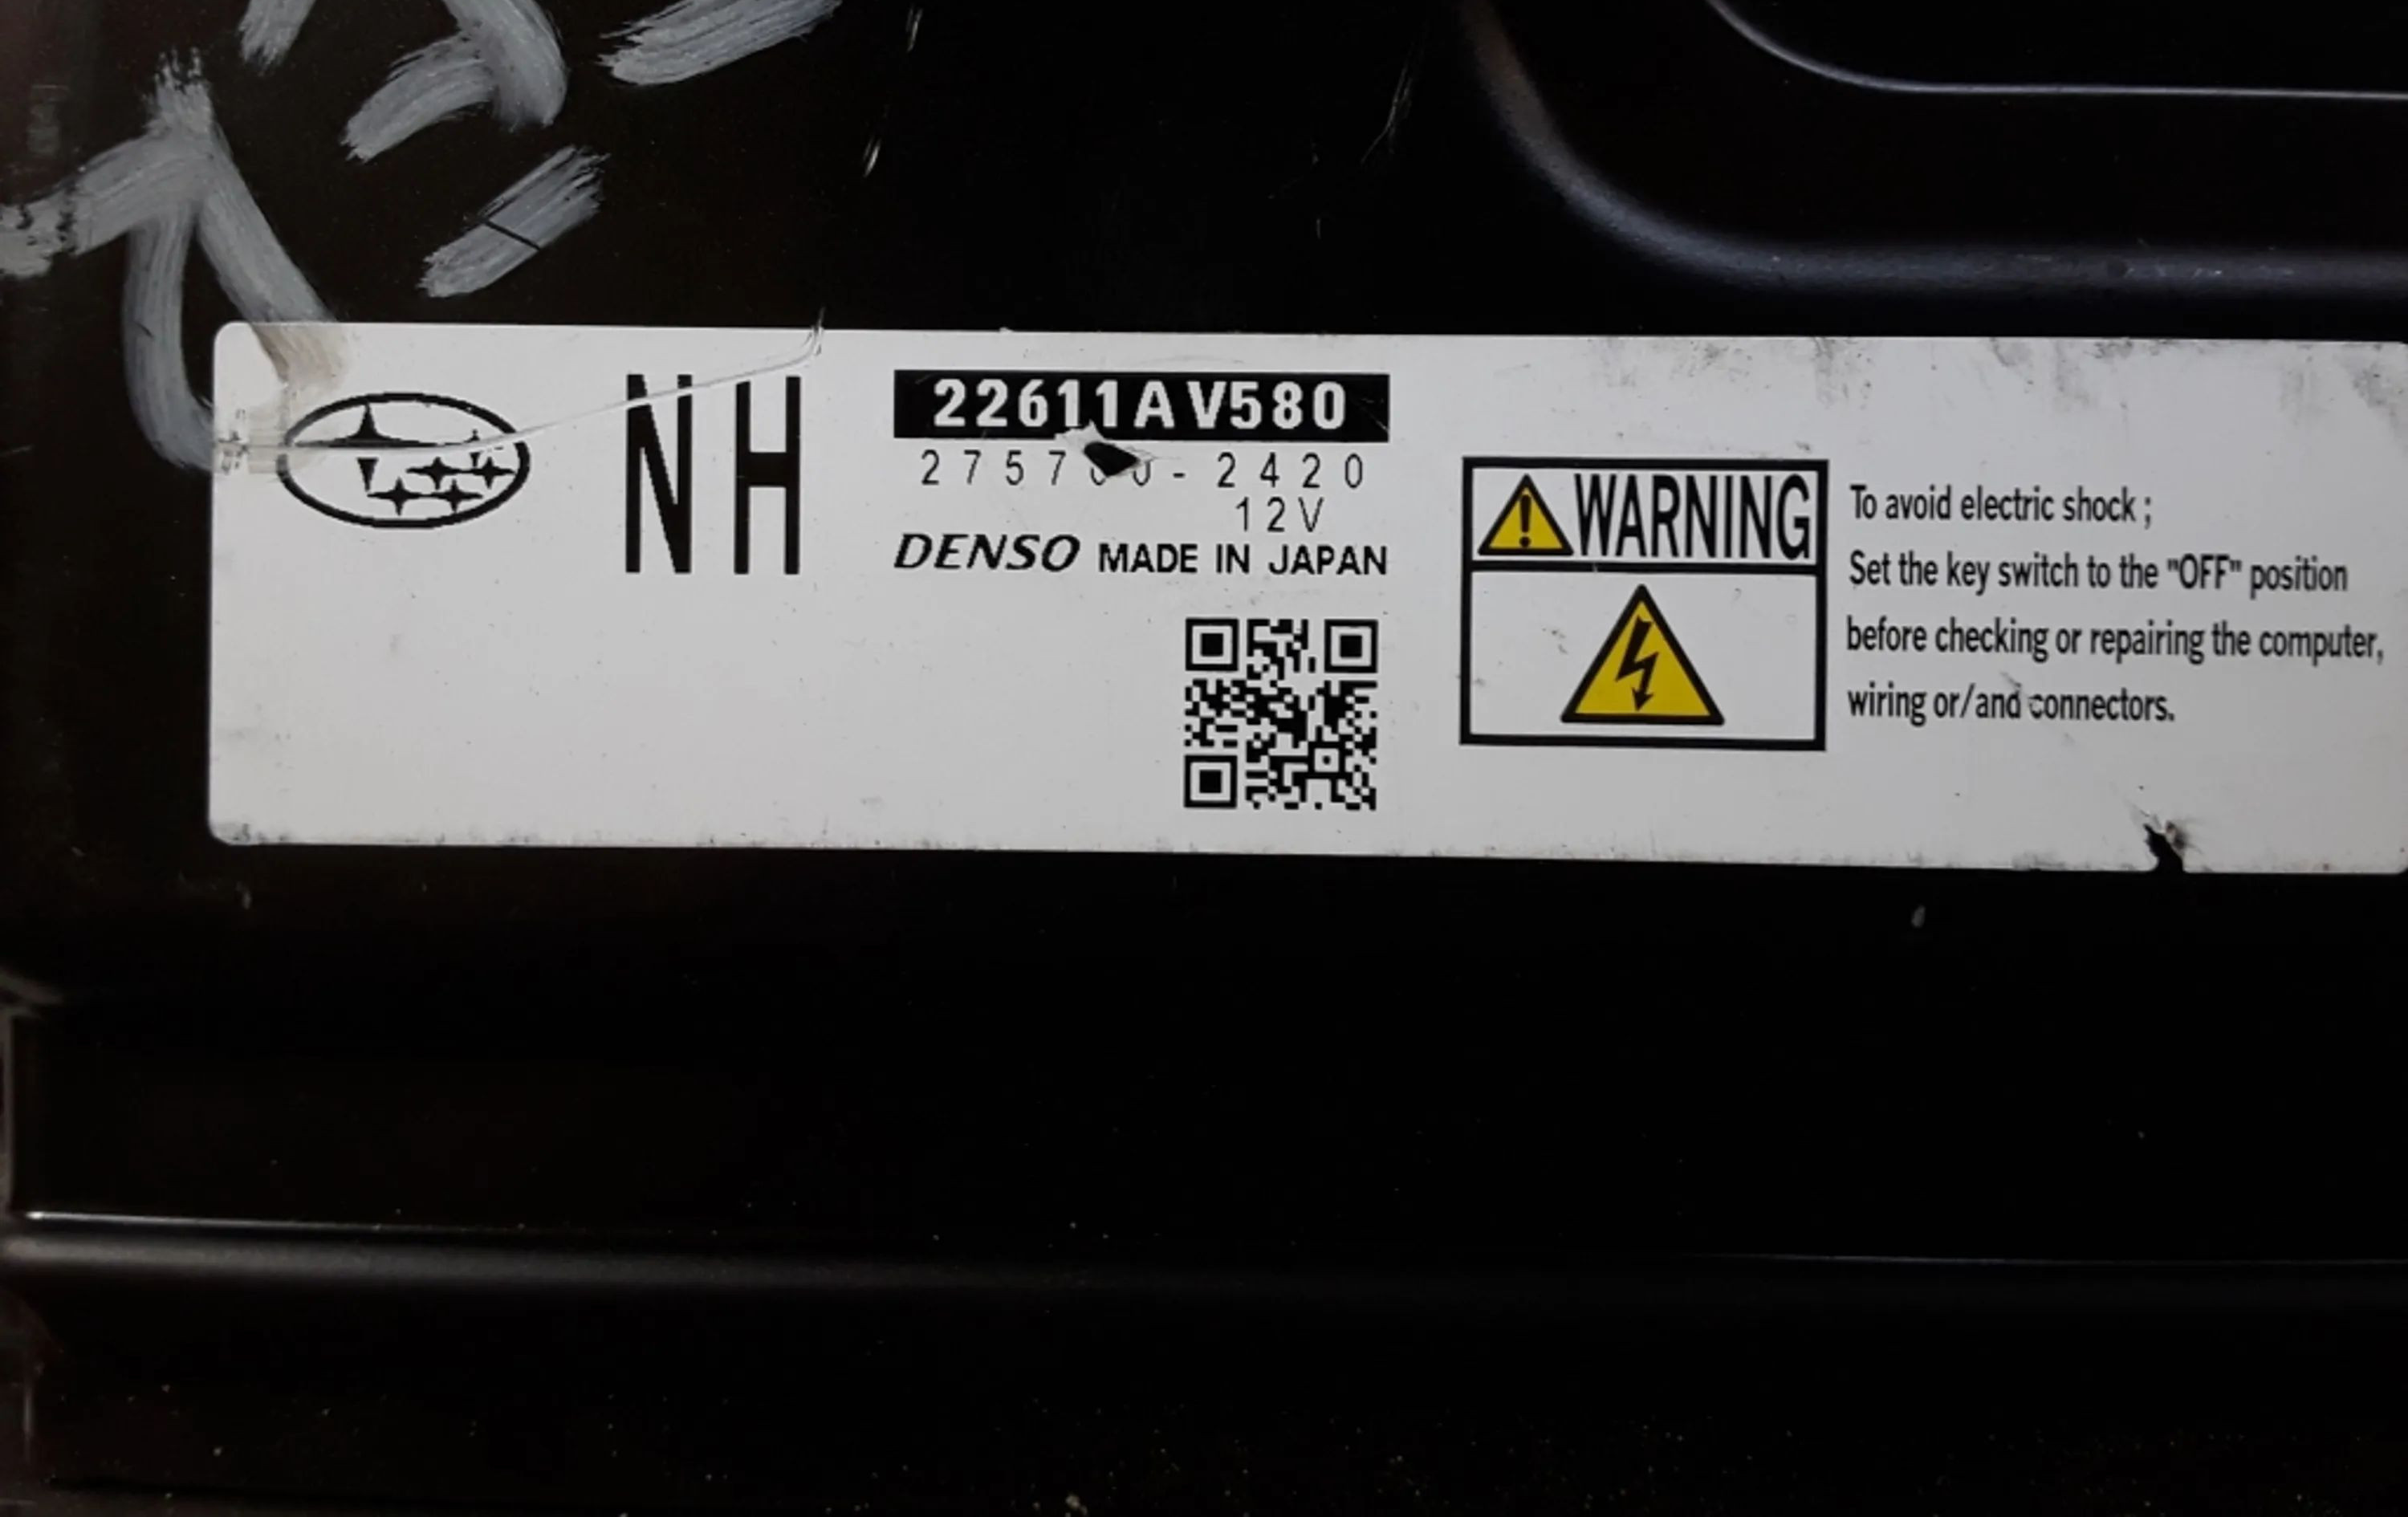 NH
22611AV580
-2420
12V
DENSO MADE IN JAPAN
WARNING
To avoid electric shock ;
Set the key switch to the "OFF" position
before checking or repairing the computer,
wiring or/and connectors.